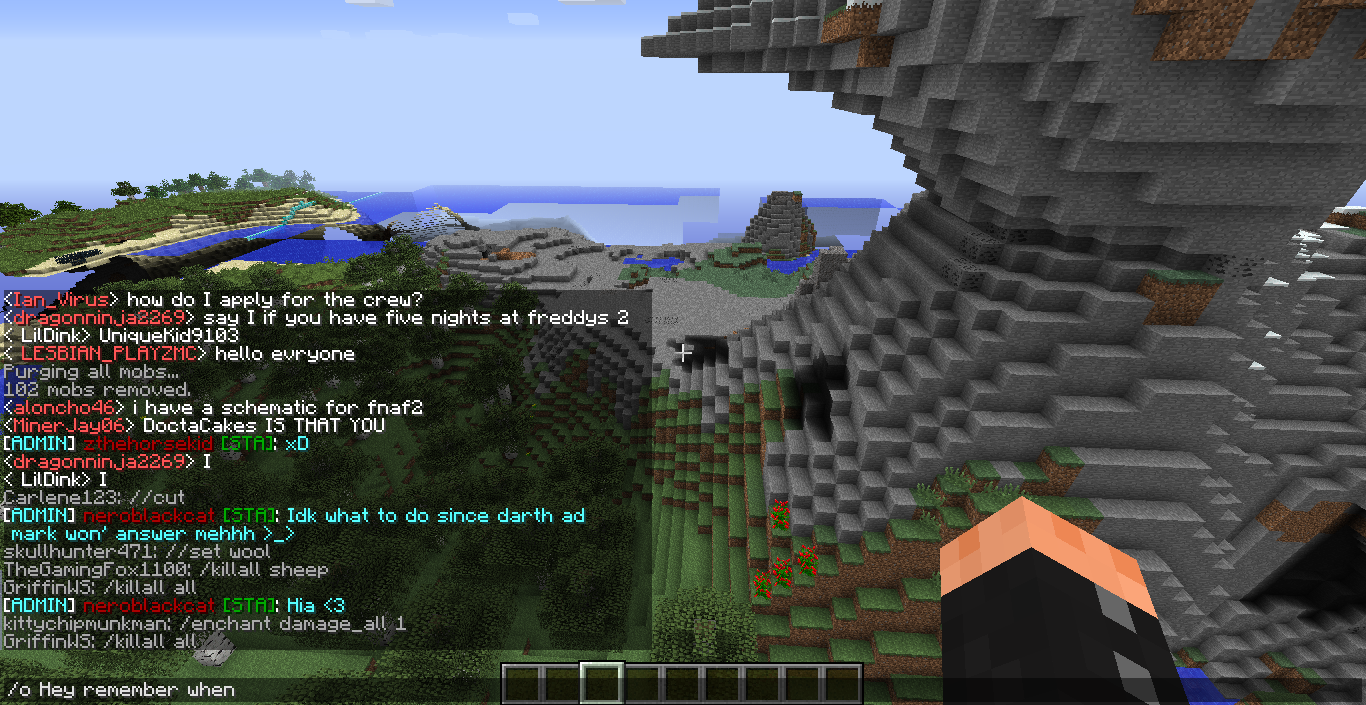 <Ian_Virus> how do I apply for the crew?
<dragonninja2269> say I if you have five nights at freddys 2
< LilDink> UniqueKid9103
< LESBIAN_PLAYZMC> hello evryone
Purging all mobs...
102 mobs removed.
<aloncho46> i have a schematic for fnaf2
<MinerJay06> DoctaCakes IS THAT YOU
[ADMIN] zthehorsekid [STA]: xD
<dragonninja2269> I
< LilDink> I
Carlene123: //cut
[ADMIN] neroblackcat [STA]: Idk what to do since darth ad
mark won' answer mehhh >_>
skullhunter471: //set wool
TheGamingFox1100: /killall sheep
GriffinWS: /killall all
[ADMIN] neroblackcat [STA]: Hia <3
kittychipmunkman: /enchant damage_all 1
GriffinWS: /killall all
/o Hey remember when